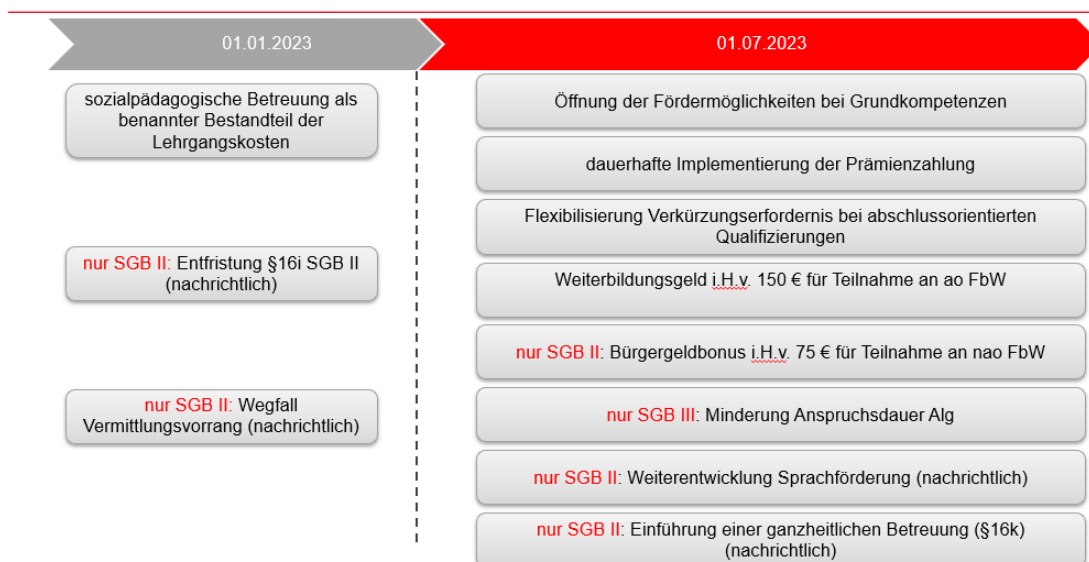 01.01.2023
sozialpädagogische Betreuung als
benannter Bestandteil der
Lehrgangskosten
nur SGB II: Entfristung §16i SGB II
(nachrichtlich)
nur SGB II: Wegfall
Vermittlungsvorrang (nachrichtlich)
01.07.2023
Öffnung der Fördermöglichkeiten bei Grundkompetenzen
dauerhafte Implementierung der Prämienzahlung
Flexibilisierung Verkürzungserfordernis bei abschlussorientierten
Qualifizierungen
Weiterbildungsgeld i.H.v. 150 € für Teilnahme an ao FbW
nur SGB II: Bürgergeldbonus i.H.v. 75 € für Teilnahme an nao FbW
nur SGB III: Minderung Anspruchsdauer Alg
nur SGB II: Weiterentwicklung Sprachförderung (nachrichtlich)
nur SGB II: Einführung einer ganzheitlichen Betreuung (§16k)
(nachrichtlich)